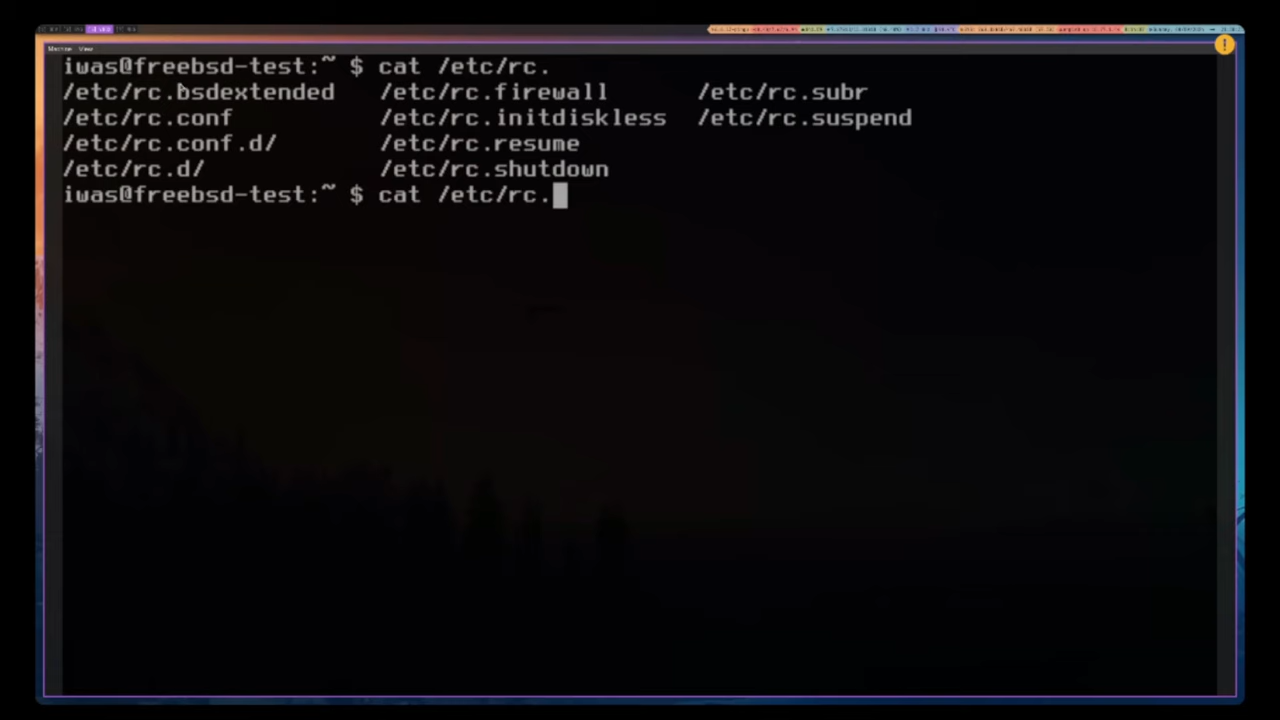 Machine View
iwas@freebsd-test:~ $ cat /etc/rc.
/etc/rc.bsdextended /etc/rc.firewall /etc/rc.subr
/etc/rc.conf /etc/rc.initdiskless /etc/rc.suspend
/etc/rc.conf.d/ /etc/rc.resume
/etc/rc.d/ /etc/rc.shutdown
iwas@freebsd-test:~ $ cat /etc/rc.